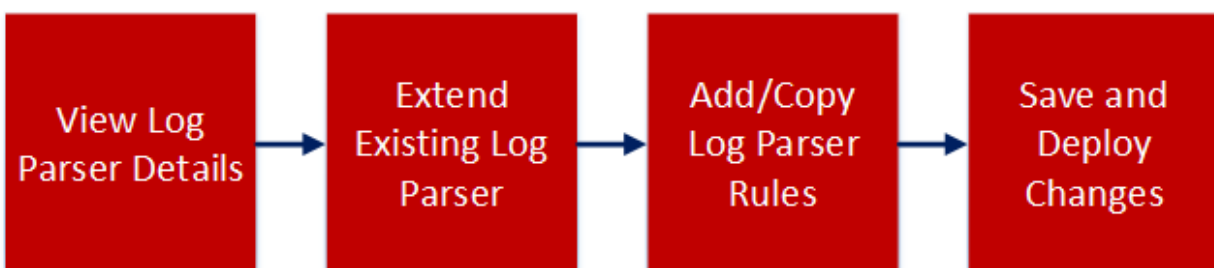 View Log
Parser Details
Extend
Existing Log
Parser
Add/Copy
Log Parser
Rules
Save and
Deploy
Changes